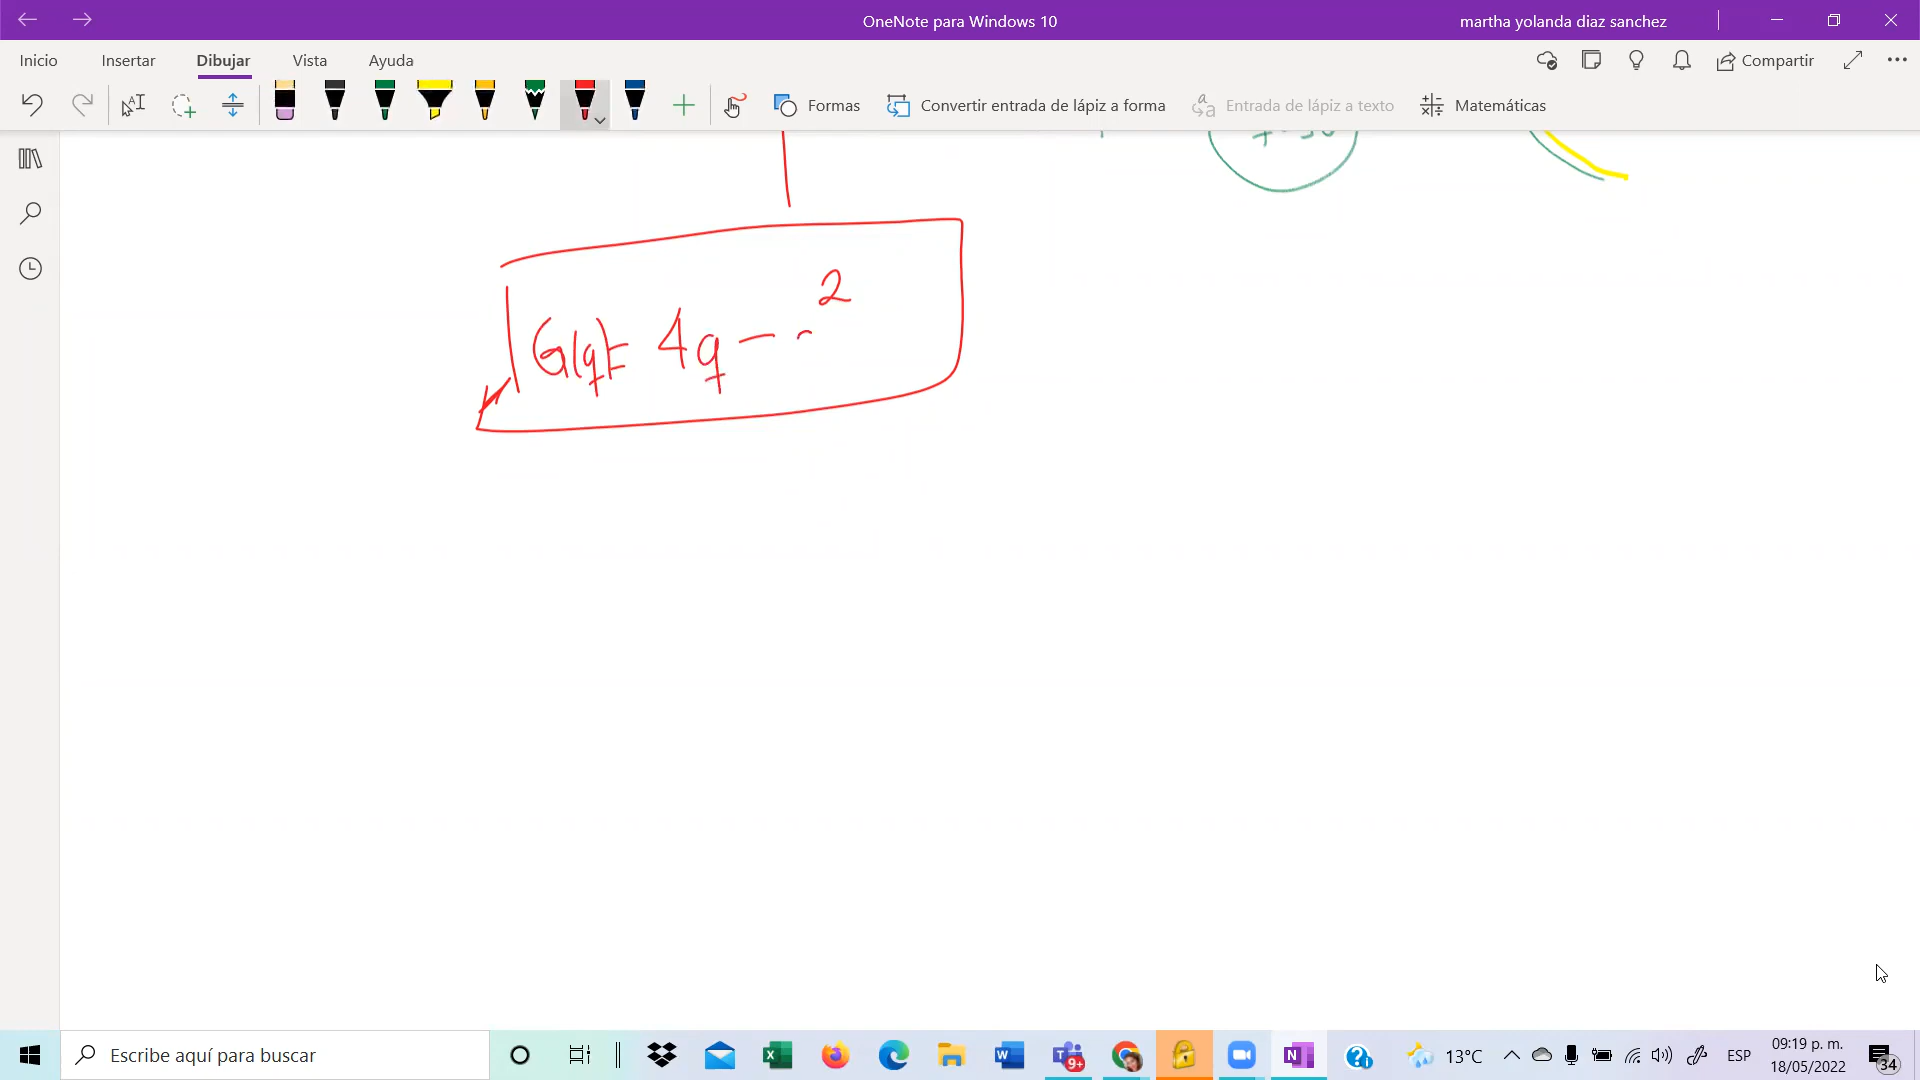 OneNote para Windows 10
martha yolanda diaz sanchez
Inicio Insertar Dibujar Vista Ayuda
Compartir
Formas Convertir entrada de lápiz a forma Entrada de lápiz a texto Matemáticas
G(q)= 4q - 2
Escribe aquí para buscar
9+
13°C
ESP
09:19 p. m.
18/05/2022
34